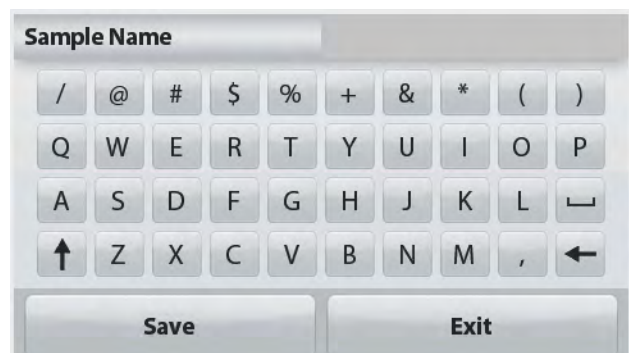 Sample Name
/ @ # $ % + & * ( )
Q W E R T Y U I O P
A S D F G H J K L
Z X C V B N M ,
Save Exit